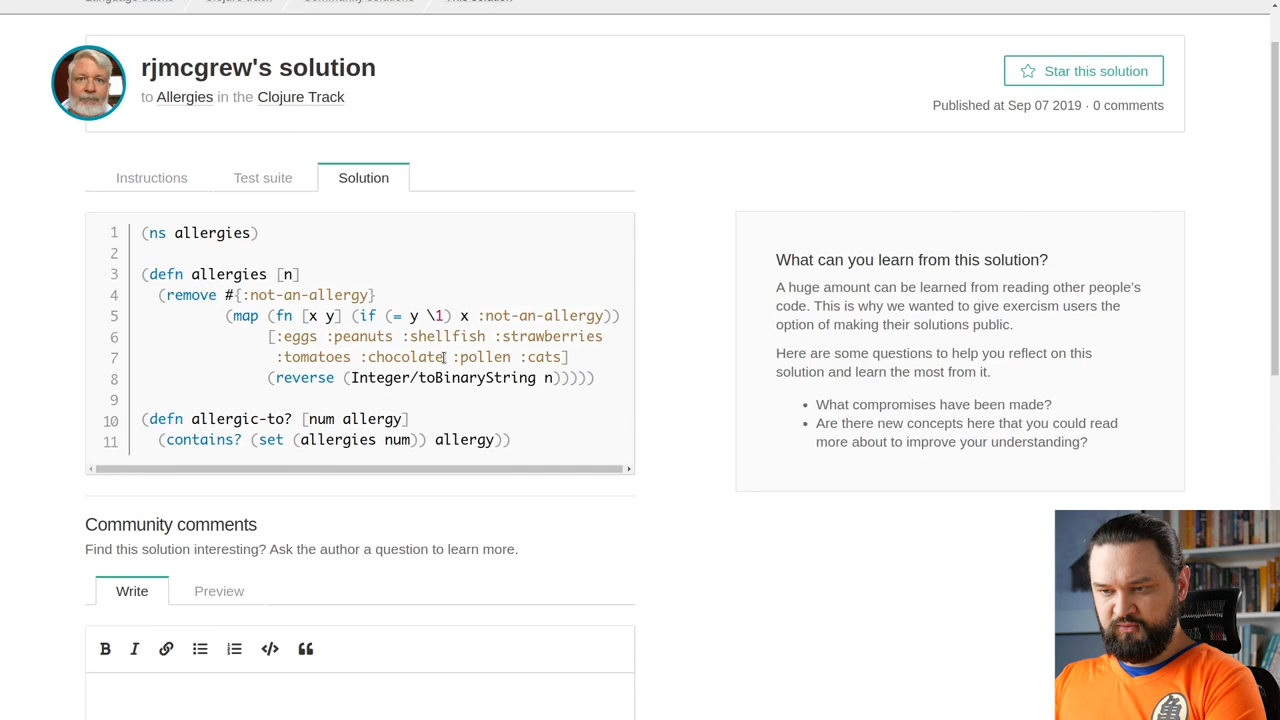 Language tracks Clojure track Community solutions This solution
rjmcgrew's solution
to Allergies in the Clojure Track
Star this solution
Published at Sep 07 2019 · 0 comments
Instructions
Test suite
Solution
1 (ns allergies)
2
3 (defn allergies [n]
4 (remove #{:not-an-allergy}
5 (map (fn [x y] (if (= y \1) x :not-an-allergy))
6 [:eggs :peanuts :shellfish :strawberries
7 :tomatoes :chocolate :pollen :cats]
8 (reverse (Integer/toBinaryString n)))))
9
10 (defn allergic-to? [num allergy]
11 (contains? (set (allergies num)) allergy))
What can you learn from this solution?
A huge amount can be learned from reading other people's
code. This is why we wanted to give exercism users the
option of making their solutions public.
Here are some questions to help you reflect on this
solution and learn the most from it.
• What compromises have been made?
• Are there new concepts here that you could read
more about to improve your understanding?
Community comments
Find this solution interesting? Ask the author a question to learn more.
Write
Preview
B I